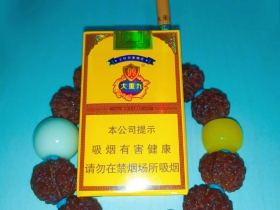 大重九
本公司提示
吸烟有害健康
请勿在禁烟场所吸烟